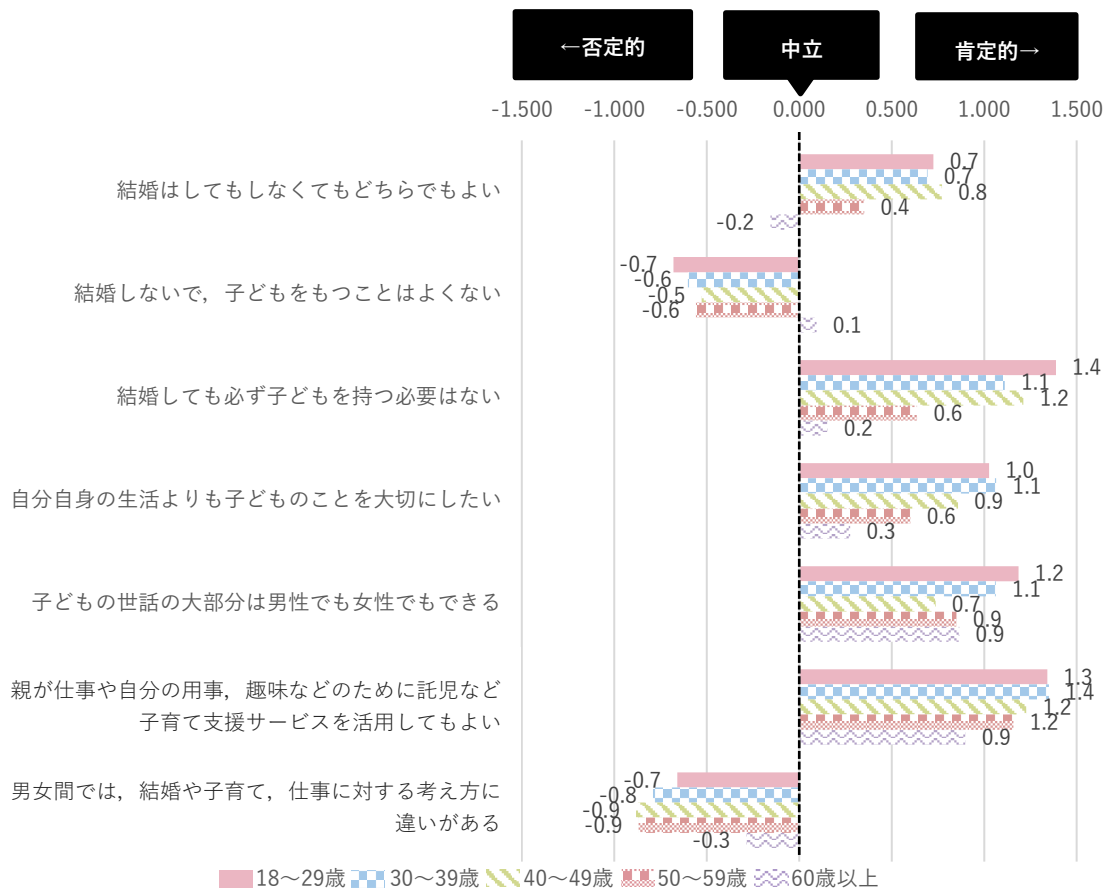 ←否定的 中立 肯定的→
-1.500 -1.000 -0.500 0.000 0.500 1.000 1.500
結婚はしてもしなくてもどちらでもよい
0.7
0.7
0.8
0.4
-0.2
結婚しないで，子どもをもつことはよくない
-0.7
-0.6
-0.5
-0.6
0.1
結婚しても必ず子どもを持つ必要はない
1.4
1.1
1.2
0.6
0.2
自分自身の生活よりも子どものことを大切にしたい
1.0
1.1
0.9
0.6
0.3
子どもの世話の大部分は男性でも女性でもできる
1.2
1.1
0.7
0.9
0.9
親が仕事や自分の用事，趣味などのために託児など
子育て支援サービスを活用してもよい
1.3
1.4
1.2
1.2
0.9
男女間では，結婚や子育て，仕事に対する考え方に
違いがある
-0.7
-0.8
-0.9
-0.9
-0.3
18～29歳 30～39歳 40～49歳 50～59歳 60歳以上